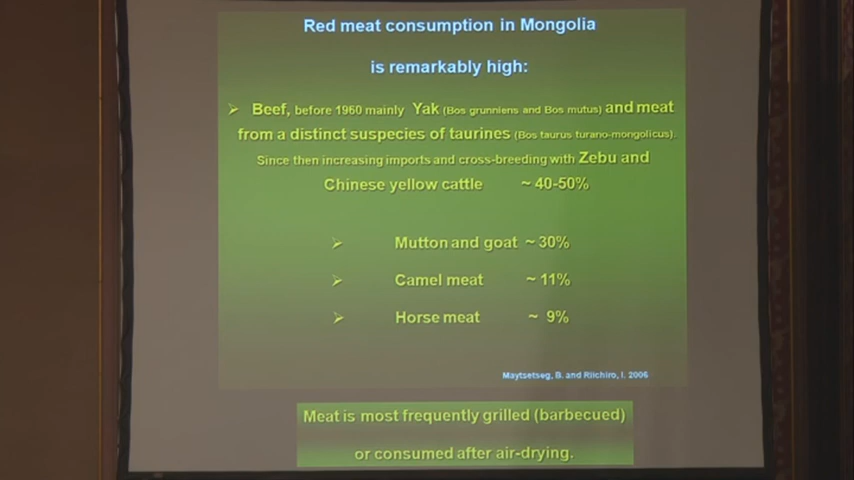 Red meat consumption in Mongolia
is remarkably high:
➢ Beef, before 1960 mainly Yak (Bos grunniens and Bos mutus) and meat
from a distinct suspecies of taurines (Bos taurus turano-mongolicus).
Since then increasing imports and cross-breeding with Zebu and
Chinese yellow cattle ~ 40-50%
➢ Mutton and goat ~ 30%
➢ Camel meat ~ 11%
➢ Horse meat ~ 9%
Maytsetseg, B. and Riichiro, I. 2006
Meat is most frequently grilled (barbecued)
or consumed after air-drying.